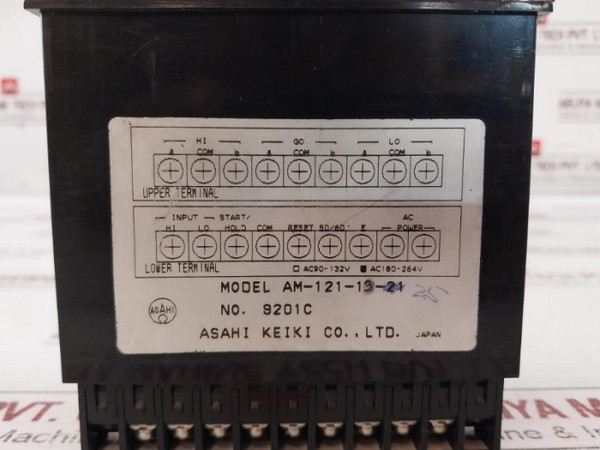 HI GO LO
a COM b a COM b a COM b
UPPER TERMINAL
INPUT START/ AC
HI LO HOLD COM RESET 50/60 E POWER
LOWER TERMINAL □ AC90-132V ■ AC180-264V
MODEL AM-121-13-21
ASAHI
NO. 9201C
ASAHI KEIKI CO.,LTD. JAPAN